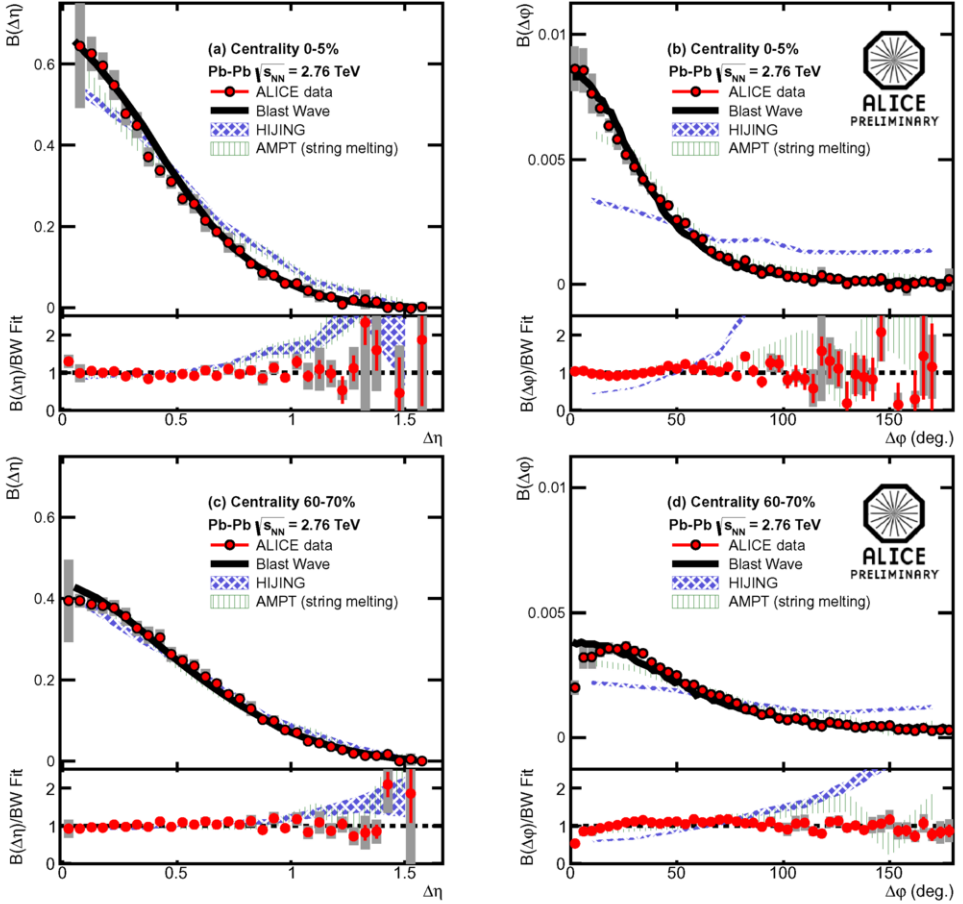 B(Δη)
0.6
0.4
0.2
0
(a) Centrality 0-5%
Pb-Pb √sNN = 2.76 TeV
ALICE data
Blast Wave
HIJING
AMPT (string melting)
B(Δη)/BW Fit
2
1
0
0
0.5
1
1.5
Δη
B(Δφ)
0.01
0.005
0
(b) Centrality 0-5%
Pb-Pb √sNN = 2.76 TeV
ALICE data
Blast Wave
HIJING
AMPT (string melting)
ALICE
PRELIMINARY
B(Δφ)/BW Fit
2
1
0
0
50
100
150
Δφ (deg.)
B(Δη)
0.6
0.4
0.2
0
(c) Centrality 60-70%
Pb-Pb √sNN = 2.76 TeV
ALICE data
Blast Wave
HIJING
AMPT (string melting)
B(Δη)/BW Fit
2
1
0
0
0.5
1
1.5
Δη
B(Δφ)
0.01
0.005
0
(d) Centrality 60-70%
Pb-Pb √sNN = 2.76 TeV
ALICE data
Blast Wave
HIJING
AMPT (string melting)
ALICE
PRELIMINARY
B(Δφ)/BW Fit
2
1
0
0
50
100
150
Δφ (deg.)